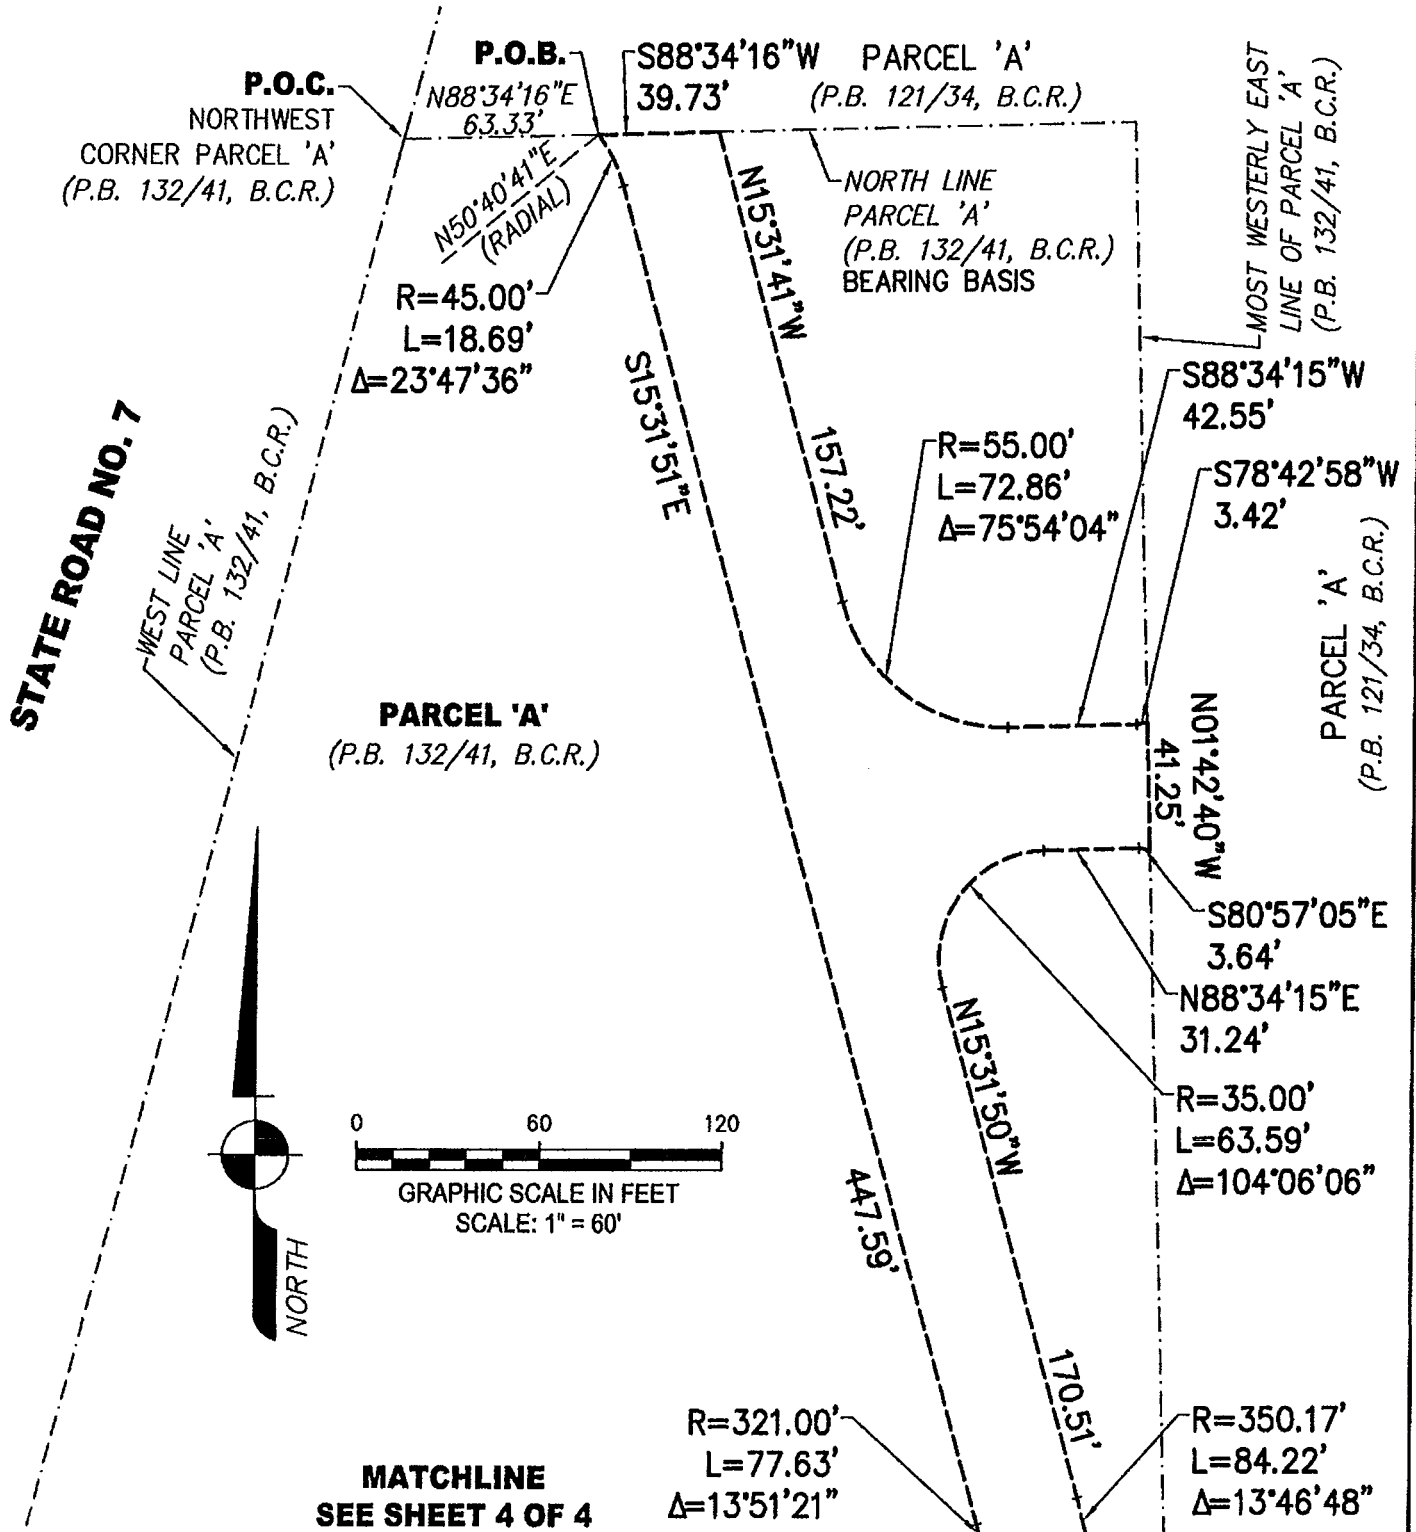 P.O.B.
S88°34'16"W
39.73'
PARCEL 'A'
(P.B. 121/34, B.C.R.)
P.O.C.
NORTHWEST
CORNER PARCEL 'A'
(P.B. 132/41, B.C.R.)
N88°34'16"E
63.33'
N50°40'41"E
(RADIAL)
R=45.00'
L=18.69'
Δ=23°47'36"
N15°31'41"W
157.22'
NORTH LINE
PARCEL 'A'
(P.B. 132/41, B.C.R.)
BEARING BASIS
MOST WESTERLY EAST
LINE OF PARCEL 'A'
(P.B. 132/41, B.C.R.)
S15°31'51"E
447.59'
S88°34'15"W
42.55'
R=55.00'
L=72.86'
Δ=75°54'04"
S78°42'58"W
3.42'
STATE ROAD NO. 7
WEST LINE
PARCEL 'A'
(P.B. 132/41, B.C.R.)
PARCEL 'A'
(P.B. 121/34, B.C.R.)
PARCEL 'A'
(P.B. 132/41, B.C.R.)
N01°42'40"W
41.25'
S80°57'05"E
3.64'
N88°34'15"E
31.24'
N15°31'50"W
170.51'
R=35.00'
L=63.59'
Δ=104°06'06"
0 60 120
GRAPHIC SCALE IN FEET
SCALE: 1" = 60'
NORTH
R=321.00'
L=77.63'
Δ=13°51'21"
R=350.17'
L=84.22'
Δ=13°46'48"
MATCHLINE
SEE SHEET 4 OF 4